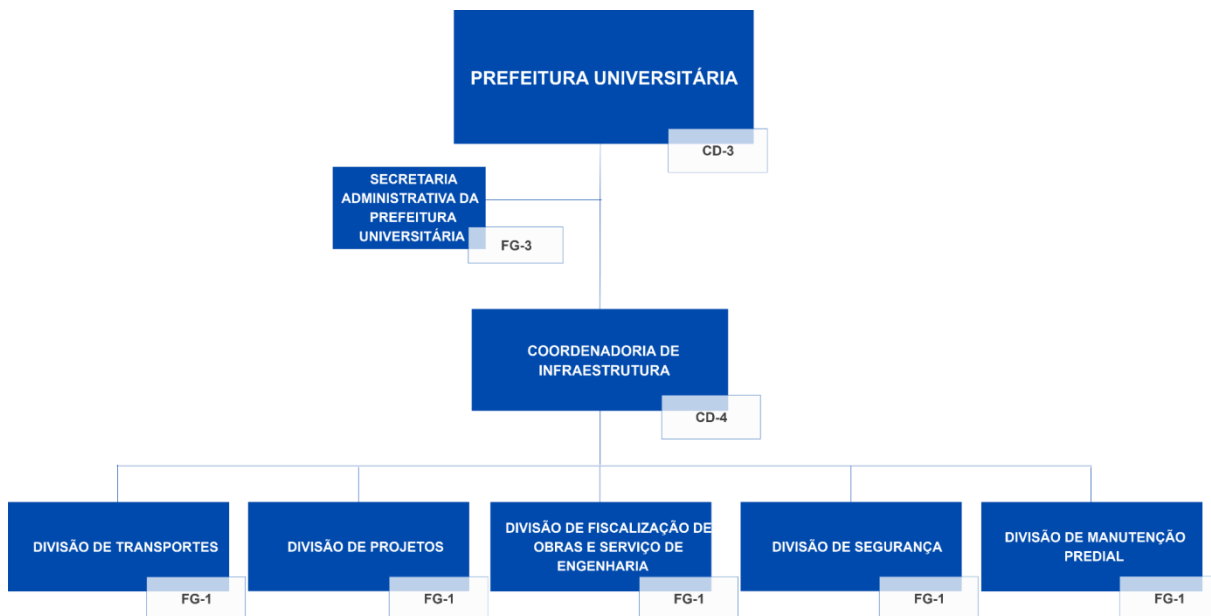 PREFEITURA UNIVERSITÁRIA
CD-3
SECRETARIA
ADMINISTRATIVA DA
PREFEITURA
UNIVERSITÁRIA
FG-3
COORDENADORIA DE
INFRAESTRUTURA
CD-4
DIVISÃO DE TRANSPORTES
FG-1
DIVISÃO DE PROJETOS
FG-1
DIVISÃO DE FISCALIZAÇÃO DE
OBRAS E SERVIÇO DE
ENGENHARIA
FG-1
DIVISÃO DE SEGURANÇA
FG-1
DIVISÃO DE MANUTENÇÃO
PREDIAL
FG-1